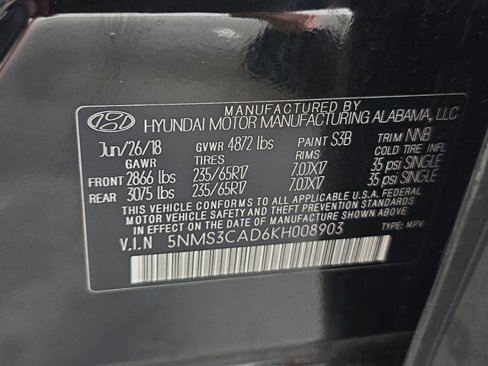 MANUFACTURED BY
HYUNDAI MOTOR MANUFACTURING ALABAMA, LLC
Jun/26/18 GVWR 4872 lbs PAINT S3B TRIM NNB
GAWR TIRES RIMS COLD TIRE INFL
FRONT 2866 lbs 235/65R17 7.0JX17 35 psi SINGLE
REAR 3075 lbs 235/65R17 7.0JX17 35 psi SINGLE
THIS VEHICLE CONFORMS TO ALL APPLICABLE U.S.A. FEDERAL
MOTOR VEHICLE SAFETY AND THEFT PREVENTION STANDARDS
IN EFFECT ON THE DATE OF MANUFACTURE SHOWN ABOVE.
V.I.N 5NMS3CAD6KH008903 TYPE: MPV